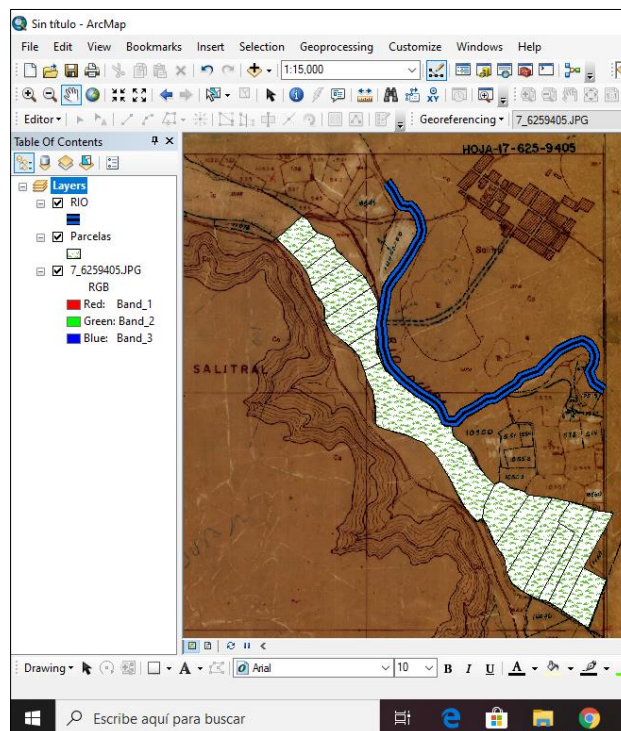 Sin título - ArcMap
File Edit View Bookmarks Insert Selection Geoprocessing Customize Windows Help
1:15,000
Editor Georeferencing 7_6259405.JPG
Table Of Contents
Layers
RIO
Parcelas
7_6259405.JPG
RGB
Red: Band_1
Green: Band_2
Blue: Band_3
HOJA-17-625-9405
SALITRAL
RIO
10550
Drawing A Arial 10 B I U A
Escribe aquí para buscar